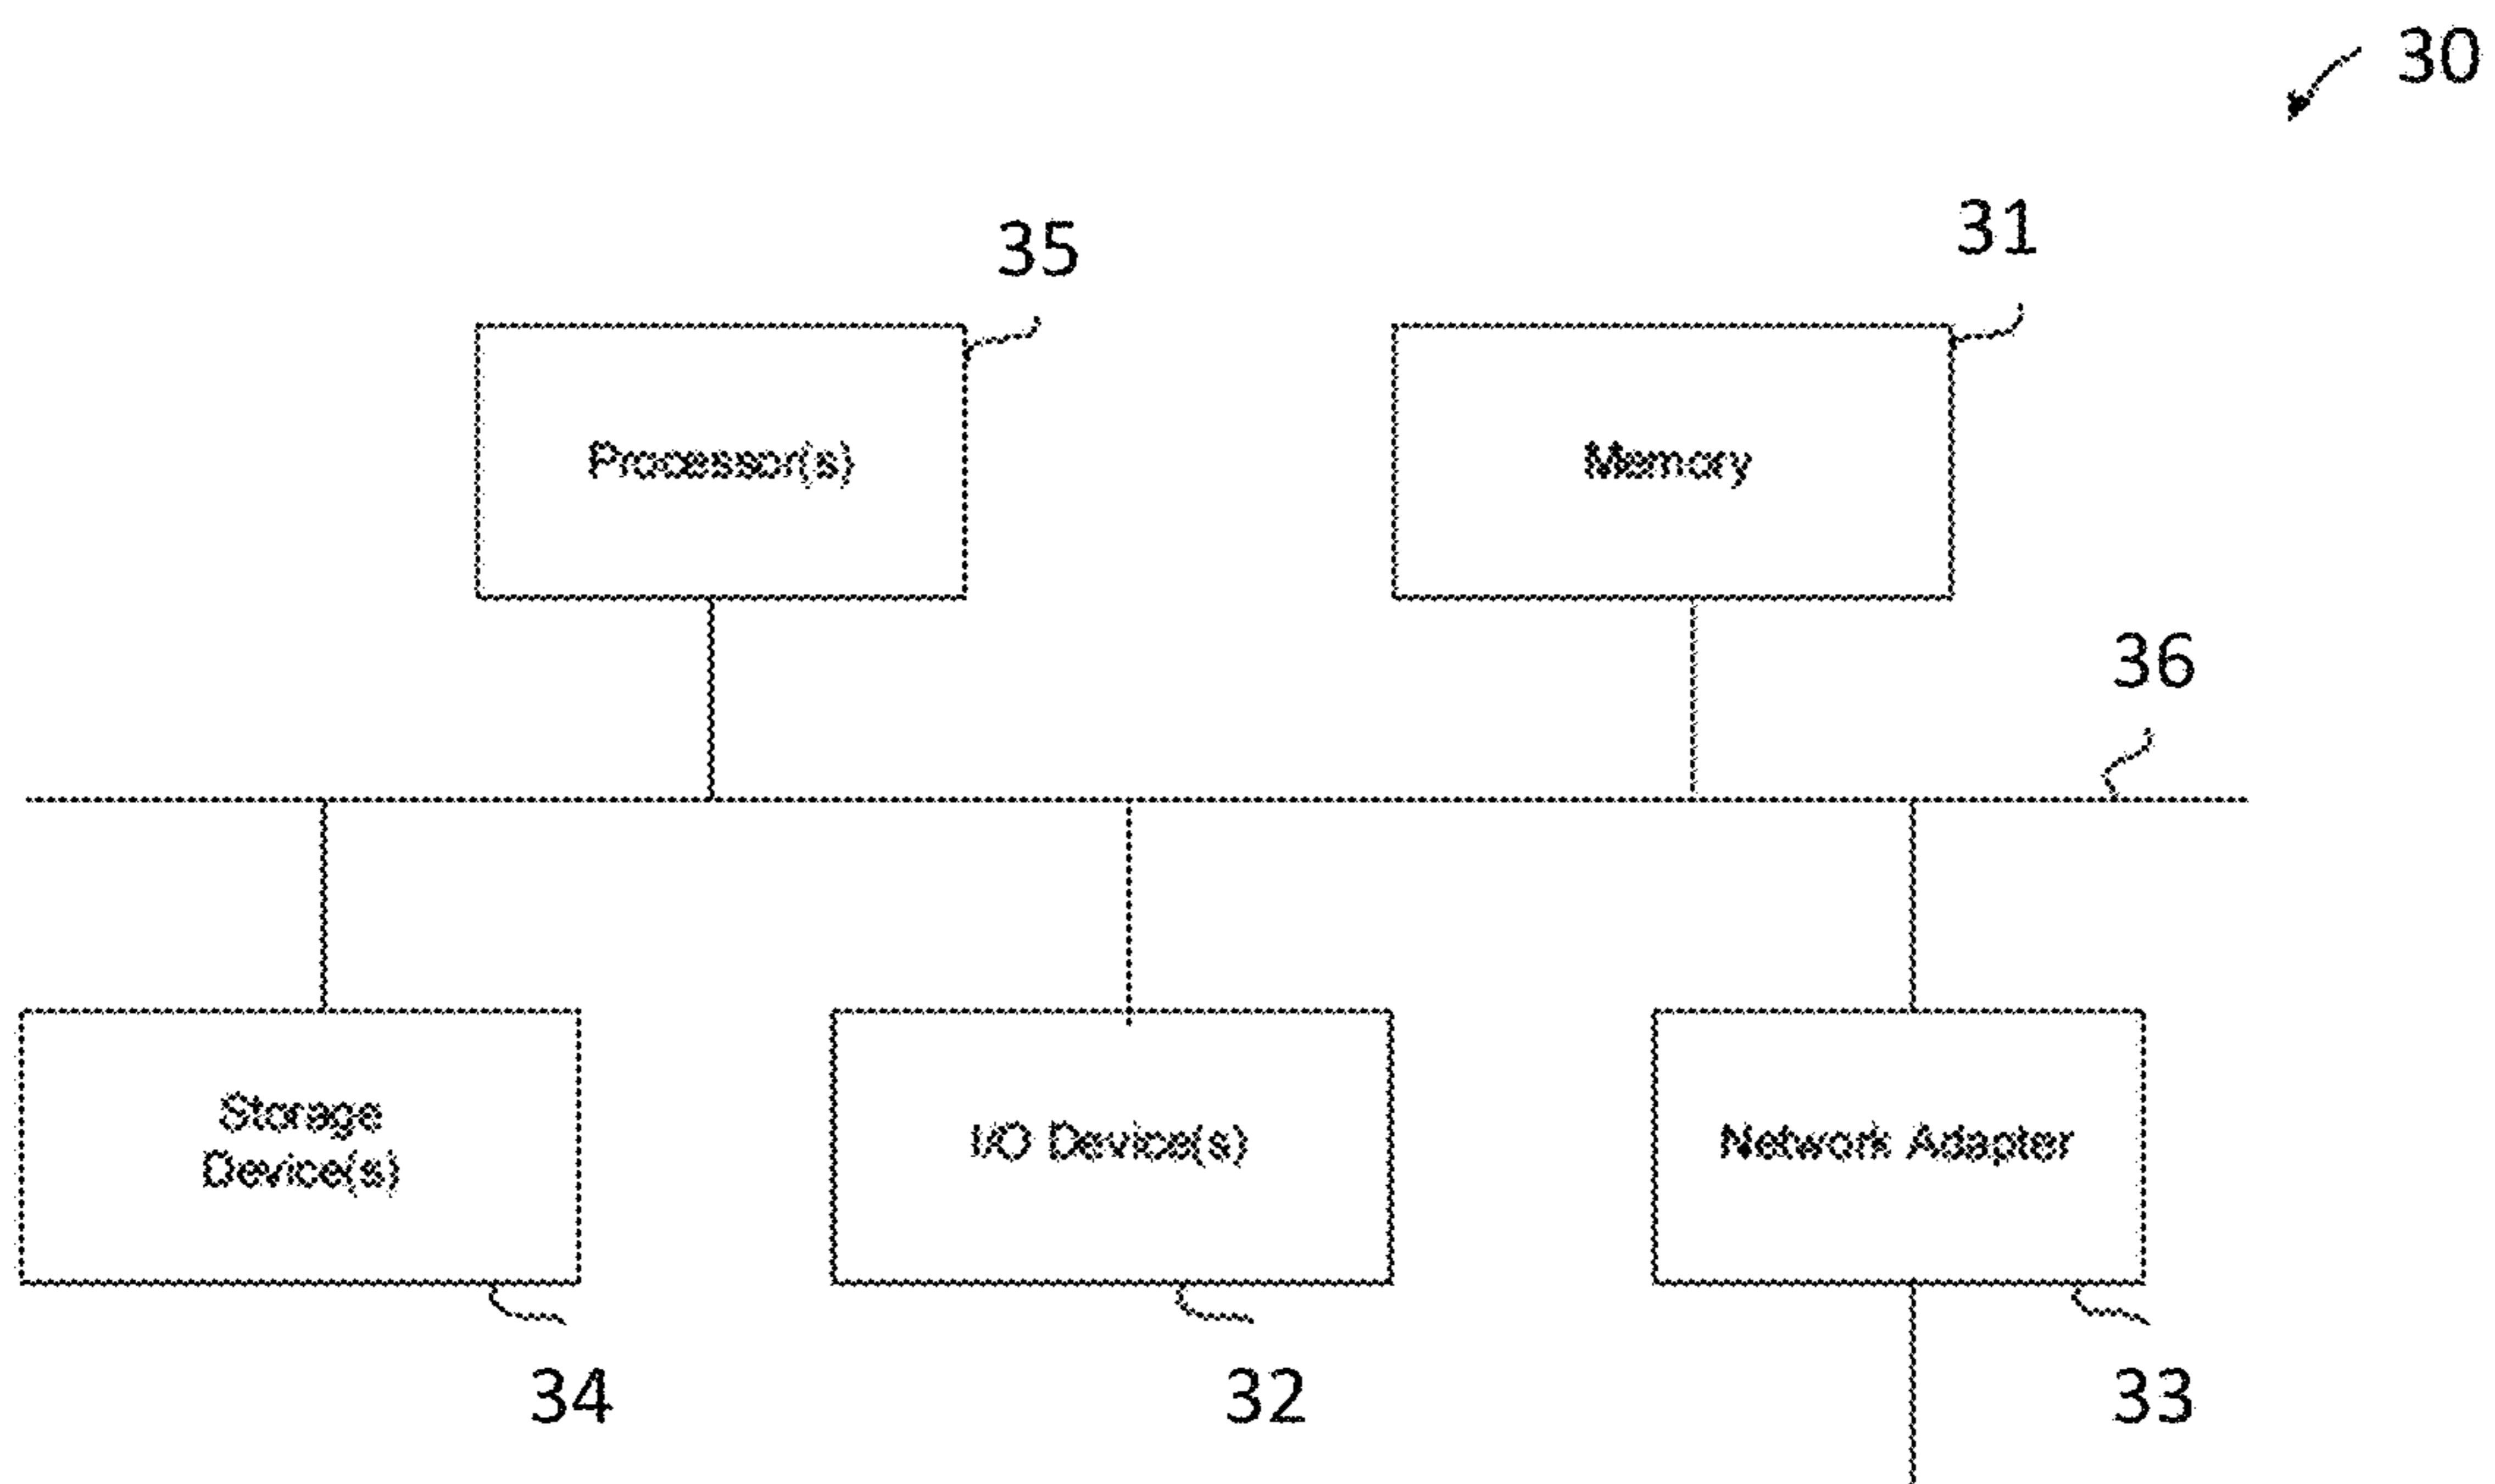 30
35
31
Processor(s)
Memory
36
Storage
Device(s)
I/O Device(s)
Network Adapter
34
32
33